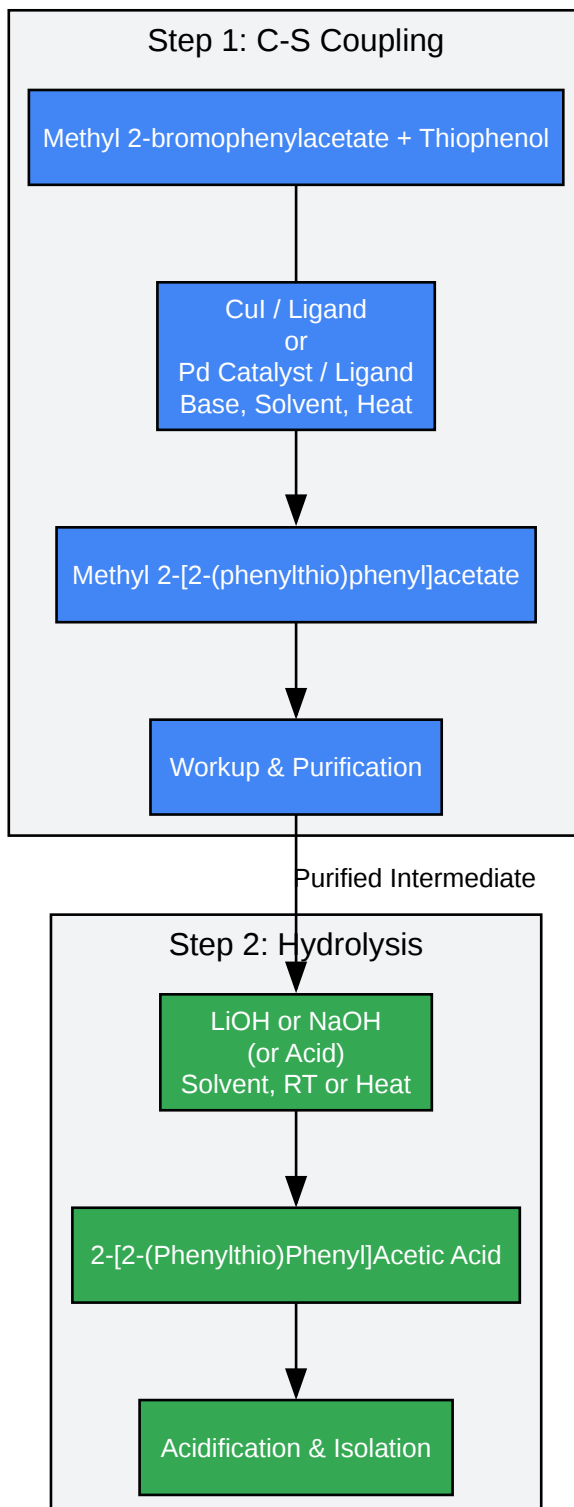 Step 1: C-S Coupling
Methyl 2-bromophenylacetate + Thiophenol
CuI / Ligand
or
Pd Catalyst / Ligand
Base, Solvent, Heat
Methyl 2-[2-(phenylthio)phenyl]acetate
Workup & Purification
Purified Intermediate
Step 2: Hydrolysis
LiOH or NaOH
(or Acid)
Solvent, RT or Heat
2-[2-(Phenylthio)Phenyl]Acetic Acid
Acidification & Isolation